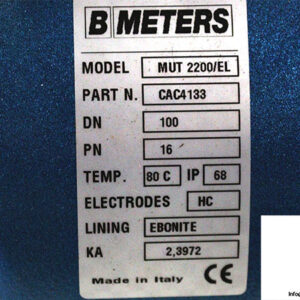 B METERS
MODEL MUT 2200/EL
PART N. CAC4133
DN 100
PN 16
TEMP. 80 C IP 68
ELECTRODES HC
LINING EBONITE
KA 2,3972
Made in Italy CE